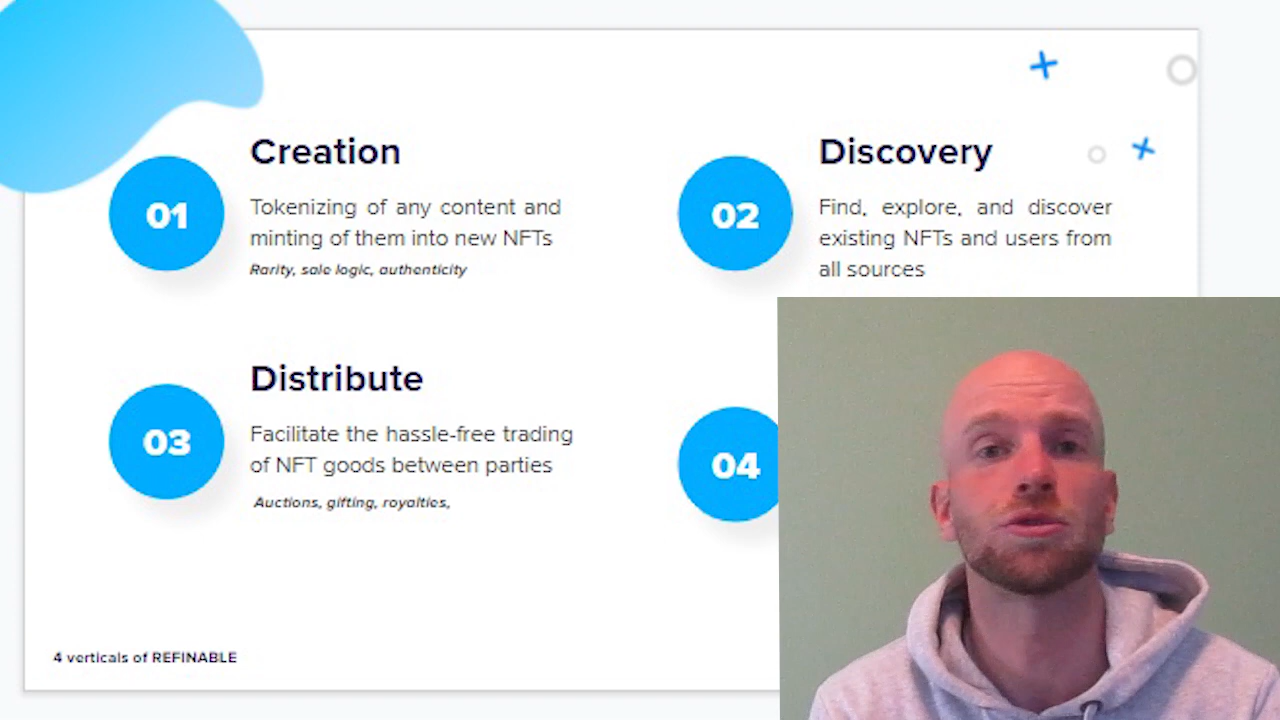 Creation
01
Tokenizing of any content and
minting of them into new NFTs
Rarity, sale logic, authenticity
Discovery
02
Find, explore, and discover
existing NFTs and users from
all sources
Distribute
03
Facilitate the hassle-free trading
of NFT goods between parties
Auctions, gifting, royalties,
04
4 verticals of REFINABLE